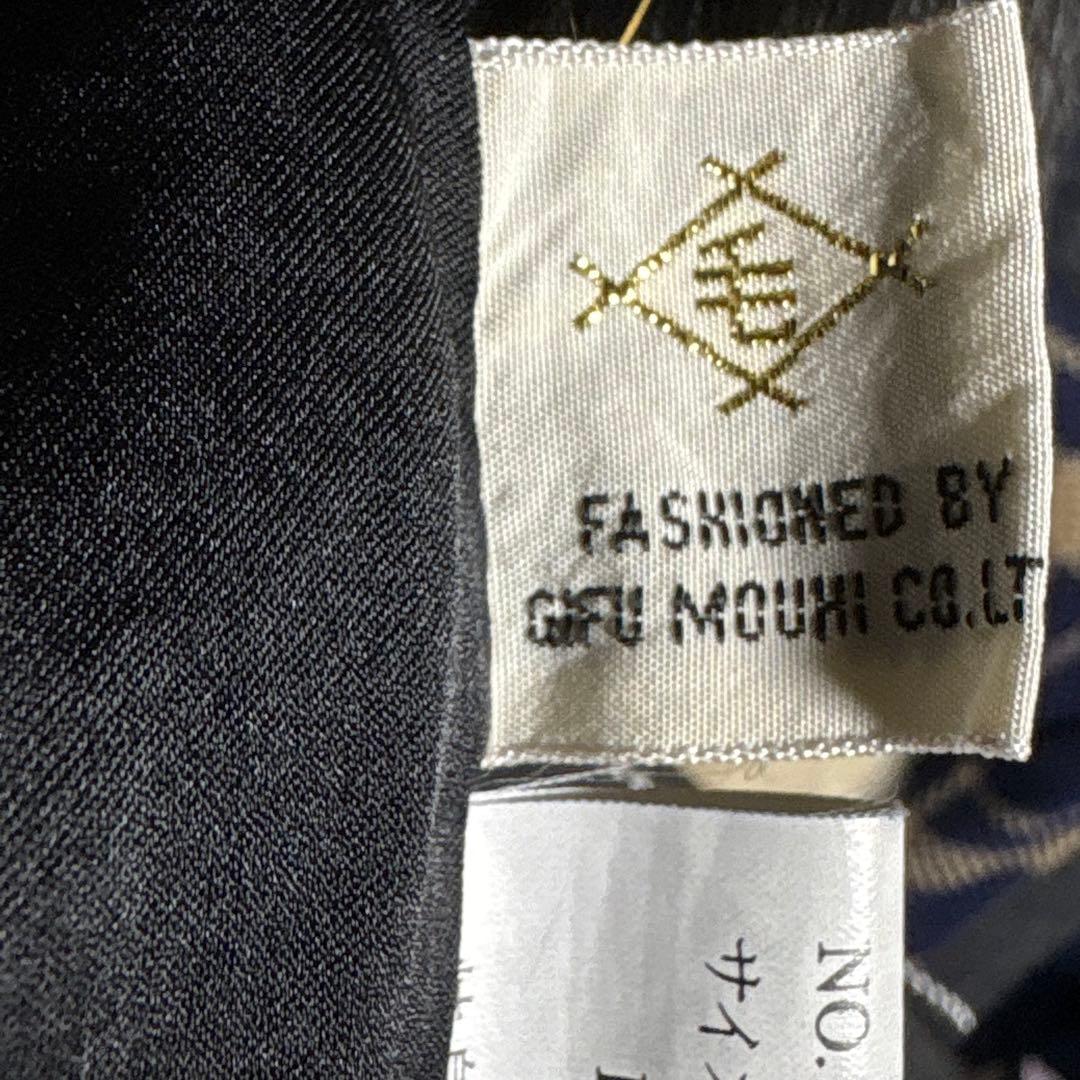 FASHIONED BY
GIFU MOUHI CO.LT
NO.
サイ